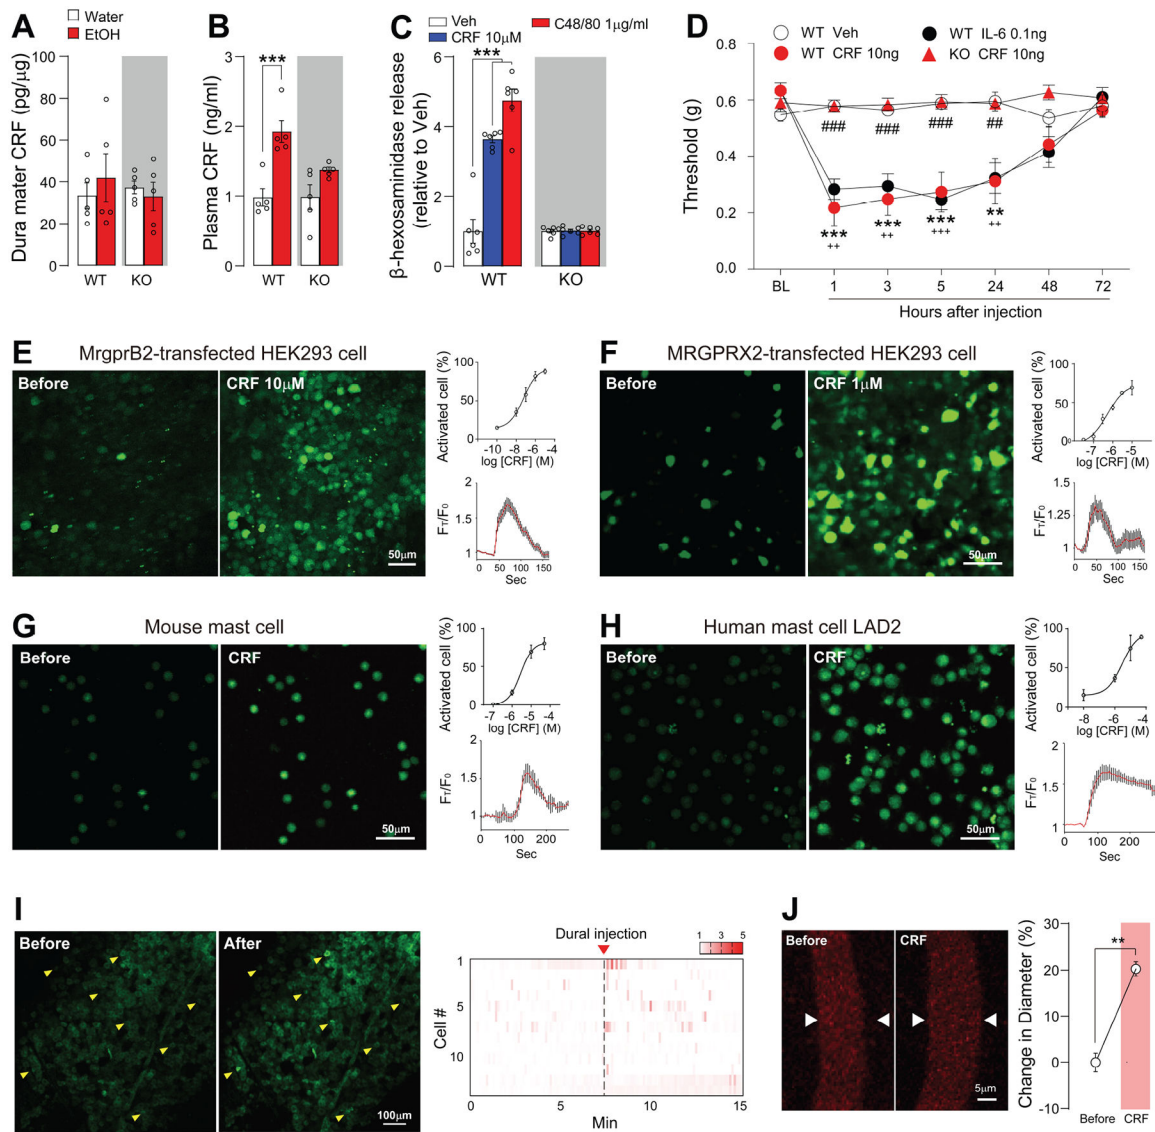 A
Water
EtOH
Dura mater CRF (pg/μg)
100
80
60
40
20
0
WT
KO
B
Plasma CRF (ng/ml)
3
2
1
0
***
WT
KO
C
Veh
CRF 10μM
C48/80 1μg/ml
β-hexosaminidase release
(relative to Veh)
6
4
2
0
***
WT
KO
D
WT Veh
WT IL-6 0.1ng
WT CRF 10ng
KO CRF 10ng
Threshold (g)
0.8
0.6
0.4
0.2
0
### ### ### ##
*** *** *** **
++ ++ +++ ++
BL 1 3 5 24 48 72
Hours after injection
E
MrgprB2-transfected HEK293 cell
Before
CRF 10μM
50μm
Activated cell (%)
100
50
0
-10 -8 -6 -4
log [CRF] (M)
FT/F0
2
1.5
1
0 50 100 150
Sec
F
MRGPRX2-transfected HEK293 cell
Before
CRF 1μM
50μm
Activated cell (%)
100
50
0
-7 -6 -5
log [CRF] (M)
FT/F0
1.5
1.25
1
0 50 100 150
Sec
G
Mouse mast cell
Before
CRF
50μm
Activated cell (%)
100
50
0
-7 -6 -5 -4
log [CRF] (M)
FT/F0
2
1.5
1
0 100 200
Sec
H
Human mast cell LAD2
Before
CRF
50μm
Activated cell (%)
100
50
0
-8 -6 -4
log [CRF] (M)
FT/F0
2
1.5
1
0 100 200
Sec
I
Before
After
100μm
Dural injection
1 3 5
Cell #
1
5
10
0 5 10 15
Min
J
Before
CRF
5μm
Change in Diameter (%)
30
20
10
0
-10
**
Before CRF